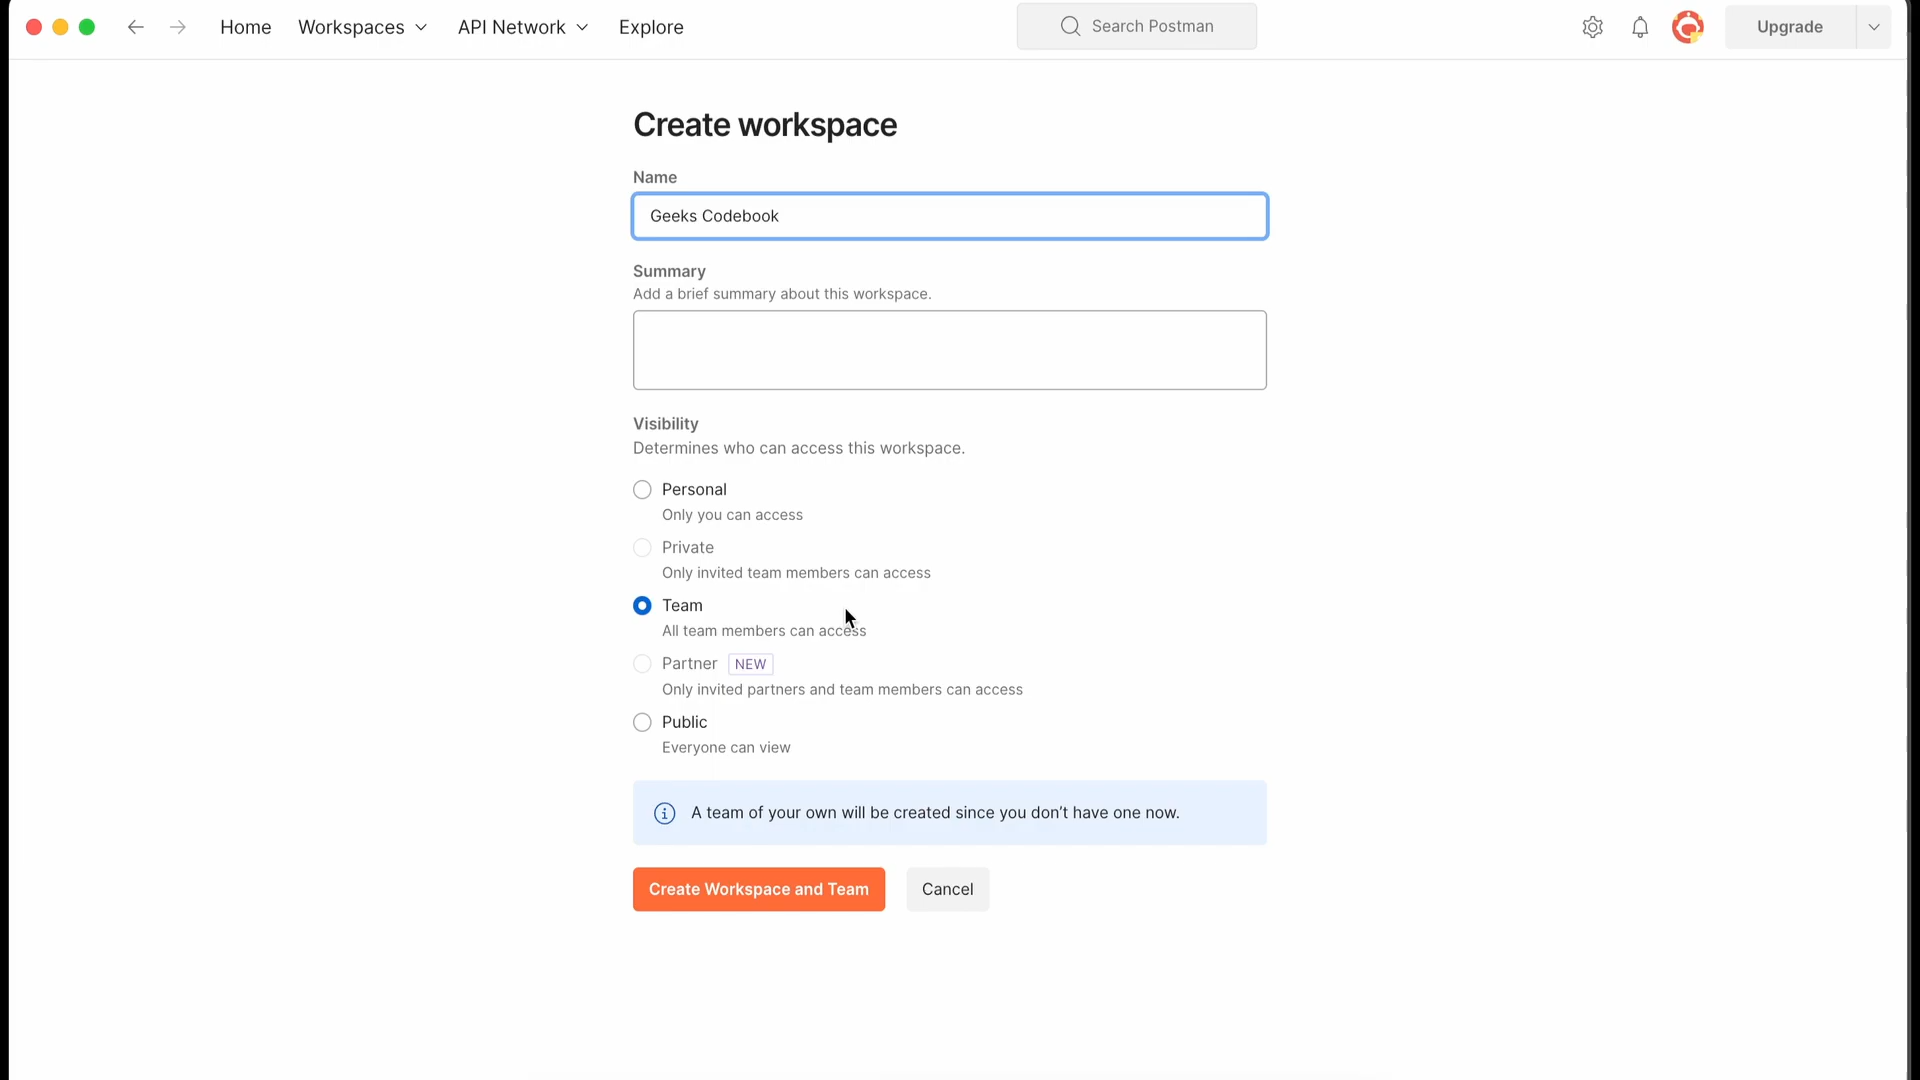 Home Workspaces API Network Explore Search Postman Upgrade
Create workspace
Name
Geeks Codebook
Summary
Add a brief summary about this workspace.
Visibility
Determines who can access this workspace.
Personal
Only you can access
Private
Only invited team members can access
Team
All team members can access
Partner NEW
Only invited partners and team members can access
Public
Everyone can view
A team of your own will be created since you don’t have one now.
Create Workspace and Team Cancel